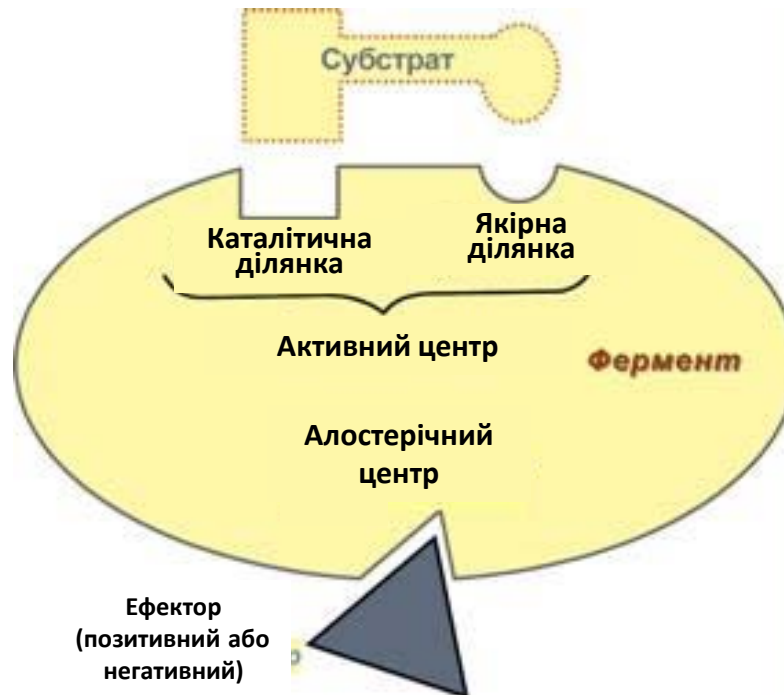 Субстрат
Каталітична
ділянка
Якірна
ділянка
Активний центр
Фермент
Алостерічний
центр
Ефектор
(позитивний або
негативний)